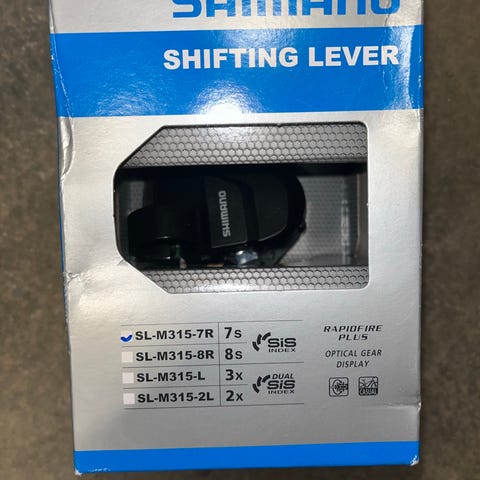 SHIMANO
SHIFTING LEVER
SHIMANO
SL-M315-7R 7s
SL-M315-8R 8s
SiS
INDEX
SL-M315-L 3x
SL-M315-2L 2x
DUAL
SiS
INDEX
RAPIDFIRE
PLUS
OPTICAL GEAR
DISPLAY
CASUAL